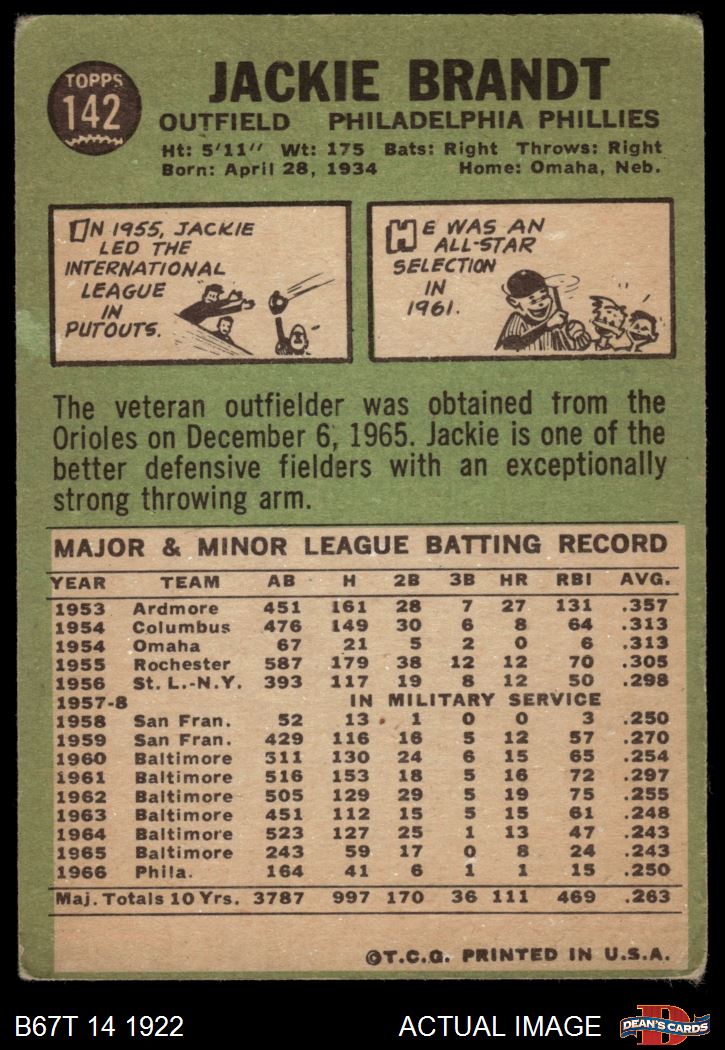 TOPPS
142
JACKIE BRANDT
OUTFIELD PHILADELPHIA PHILLIES
Ht: 5'11" Wt: 175 Bats: Right Throws: Right
Born: April 28, 1934 Home: Omaha, Neb.
IN 1955, JACKIE
LED THE
INTERNATIONAL
LEAGUE
IN
PUTOUTS.
HE WAS AN
ALL-STAR
SELECTION
IN
1961.
The veteran outfielder was obtained from the
Orioles on December 6, 1965. Jackie is one of the
better defensive fielders with an exceptionally
strong throwing arm.
MAJOR & MINOR LEAGUE BATTING RECORD
YEAR TEAM AB H 2B 3B HR RBI AVG.
1953 Ardmore 451 161 28 7 27 131 .357
1954 Columbus 476 149 30 6 8 64 .313
1954 Omaha 67 21 5 2 0 6 .313
1955 Rochester 587 179 38 12 12 70 .305
1956 St. L.-N.Y. 393 117 19 8 12 50 .298
1957-8 IN MILITARY SERVICE
1958 San Fran. 52 13 1 0 0 3 .250
1959 San Fran. 429 116 16 5 12 57 .270
1960 Baltimore 511 130 24 6 15 65 .254
1961 Baltimore 516 153 18 5 16 72 .297
1962 Baltimore 505 129 29 5 19 75 .255
1963 Baltimore 451 112 15 5 15 61 .248
1964 Baltimore 523 127 25 1 13 47 .243
1965 Baltimore 243 59 17 0 8 24 .243
1966 Phila. 164 41 6 1 1 15 .250
Maj. Totals 10 Yrs. 3787 997 170 36 111 469 .263
©T.C.G. PRINTED IN U.S.A.
B67T 14 1922 ACTUAL IMAGE
D
DEAN'S CARDS